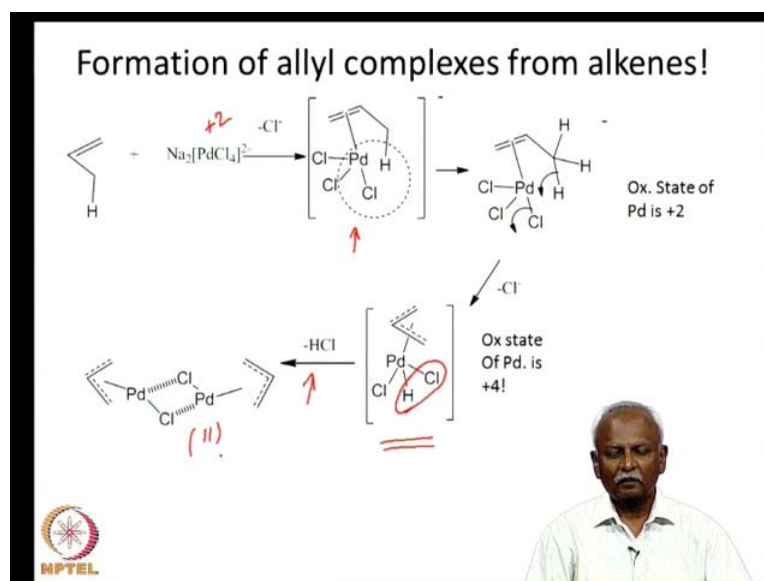 Formation of allyl complexes from alkenes!
+2
H
+
Na₂[PdCl₄]²⁻
-Cl⁻
Cl Pd H
Cl Cl
-
H
H
H
Cl Pd
Cl Cl
-
Ox. State of
Pd is +2
-Cl⁻
Pd
Cl H Cl
Ox state
Of Pd. is
+4!
-HCl
Pd Cl
Cl Pd
(II)
NPTEL